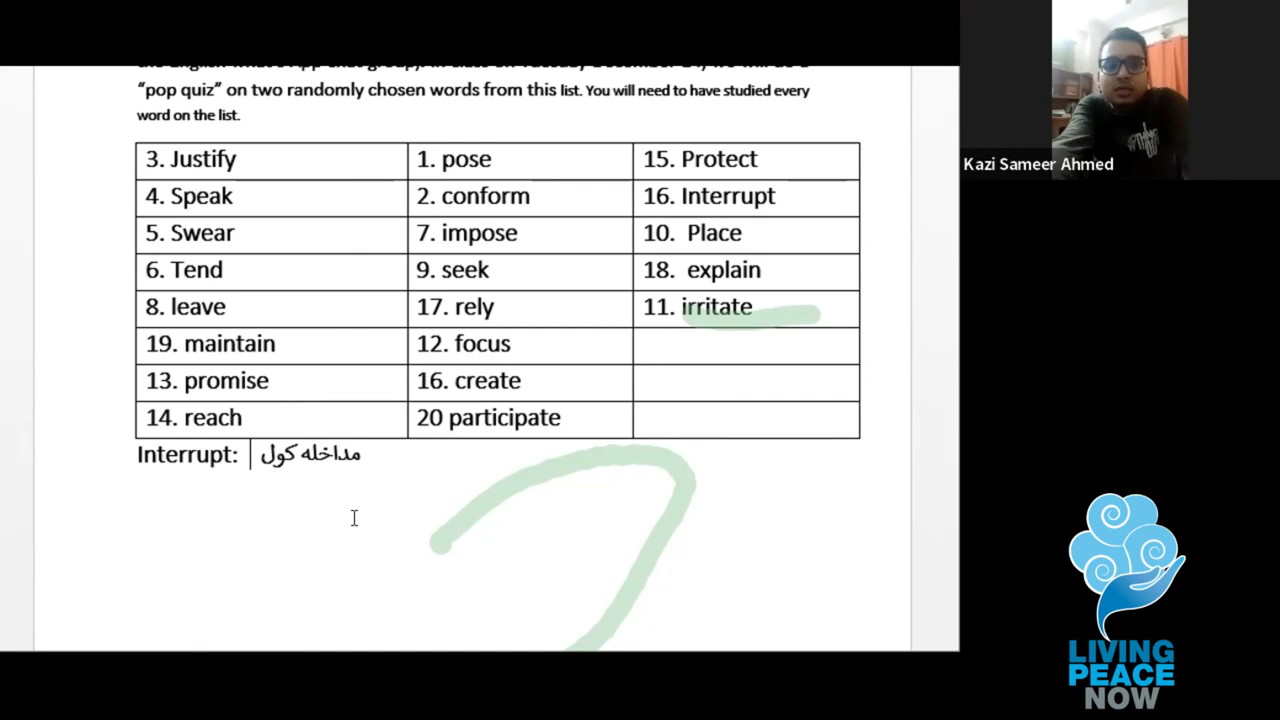 "pop quiz" on two randomly chosen words from this list. You will need to have studied every
word on the list.
3. Justify 1. pose 15. Protect
4. Speak 2. conform 16. Interrupt
5. Swear 7. impose 10. Place
6. Tend 9. seek 18. explain
8. leave 17. rely 11. irritate
19. maintain 12. focus
13. promise 16. create
14. reach 20 participate
Interrupt: مداخله کول
Kazi Sameer Ahmed
LIVING
PEACE
NOW